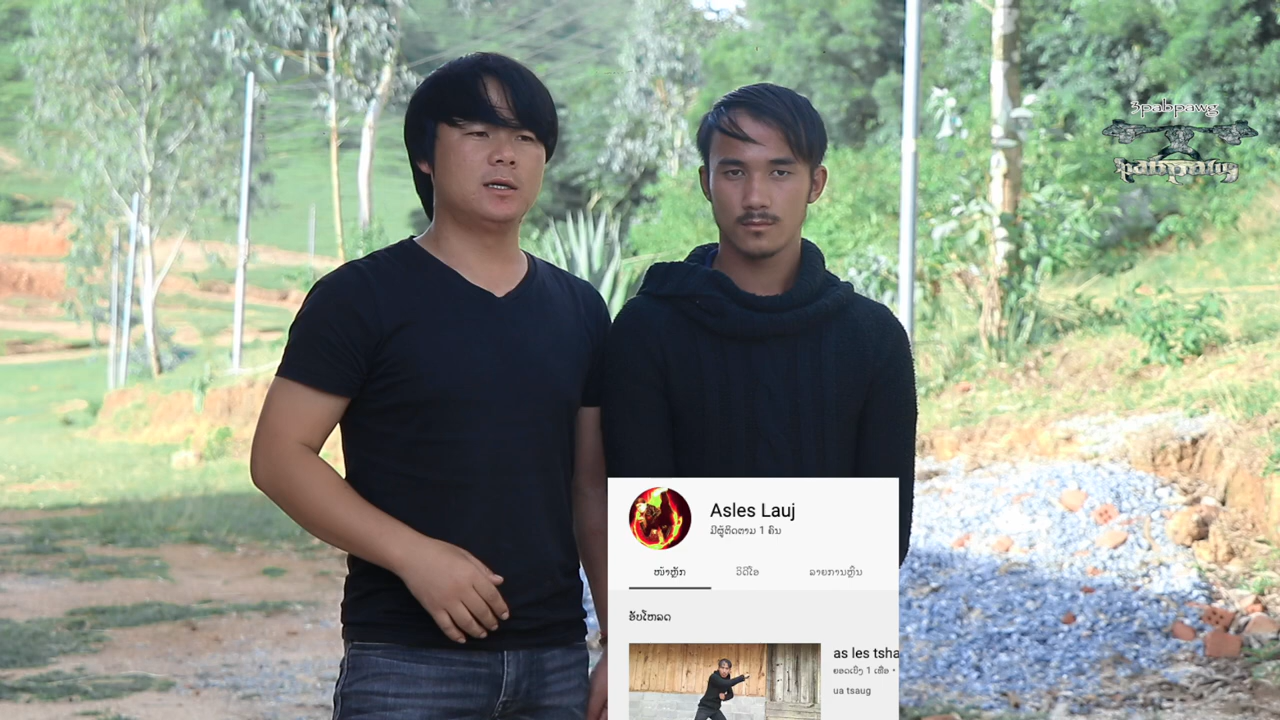 3pabpawg
3pabpawg
Asles Lauj
ມີຜູ້ຕິດຕາມ 1 ຄົນ
ໜ້າຫຼັກ
ວິດີໂອ
ລາຍການຫຼິ້ນ
ອັບໂຫລດ
as les tsha
ຍອດເບິ່ງ 1 ເທື່ອ •
ua tsaug